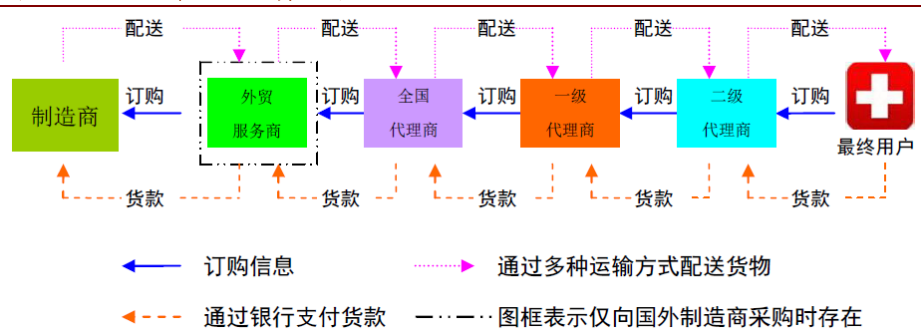 配送 配送 配送 配送 配送
制造商 订购 外贸服务商 订购 全国代理商 订购 一级代理商 订购 二级代理商 订购
最终用户
货款 货款 货款 货款 货款
订购信息 通过多种运输方式配送货物
通过银行支付货款 图框表示仅向国外制造商采购时存在